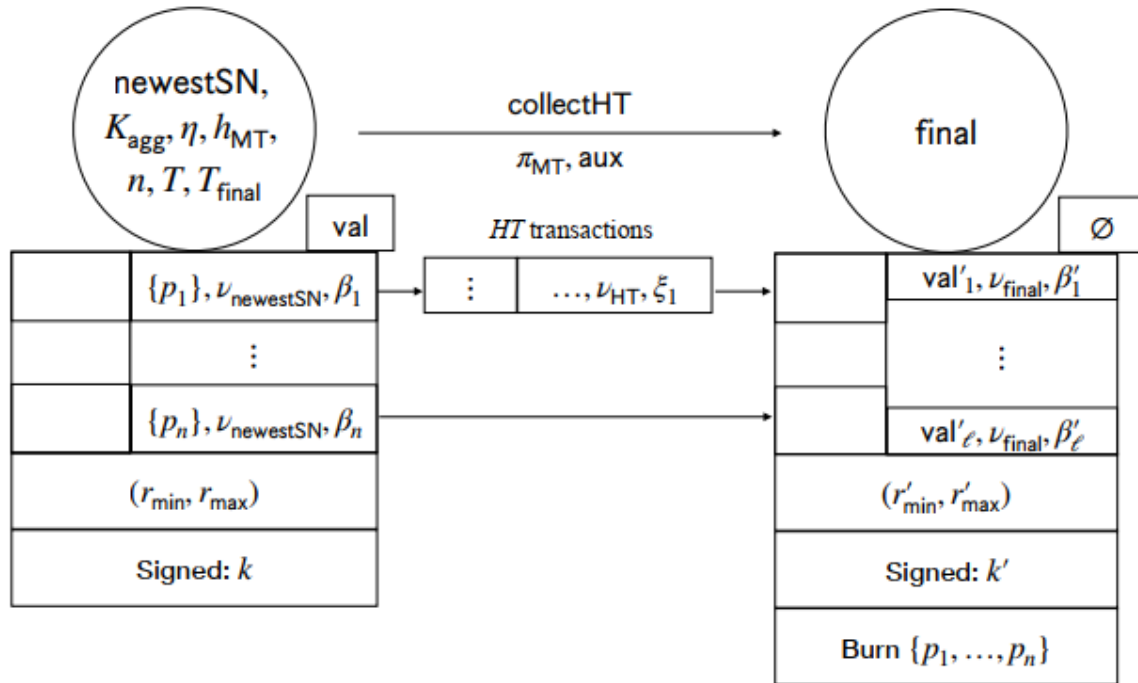 newestSN,
K_agg, η, h_MT,
n, T, T_final
val
{p_1}, ν_newestSN, β_1
⋮
{p_n}, ν_newestSN, β_n
(r_min, r_max)
Signed: k
collectHT
π_MT, aux
HT transactions
⋮ …, ν_HT, ξ_1
final
∅
val'_1, ν_final, β'_1
⋮
val'_ℓ, ν_final, β'_ℓ
(r'_min, r'_max)
Signed: k'
Burn {p_1, …, p_n}